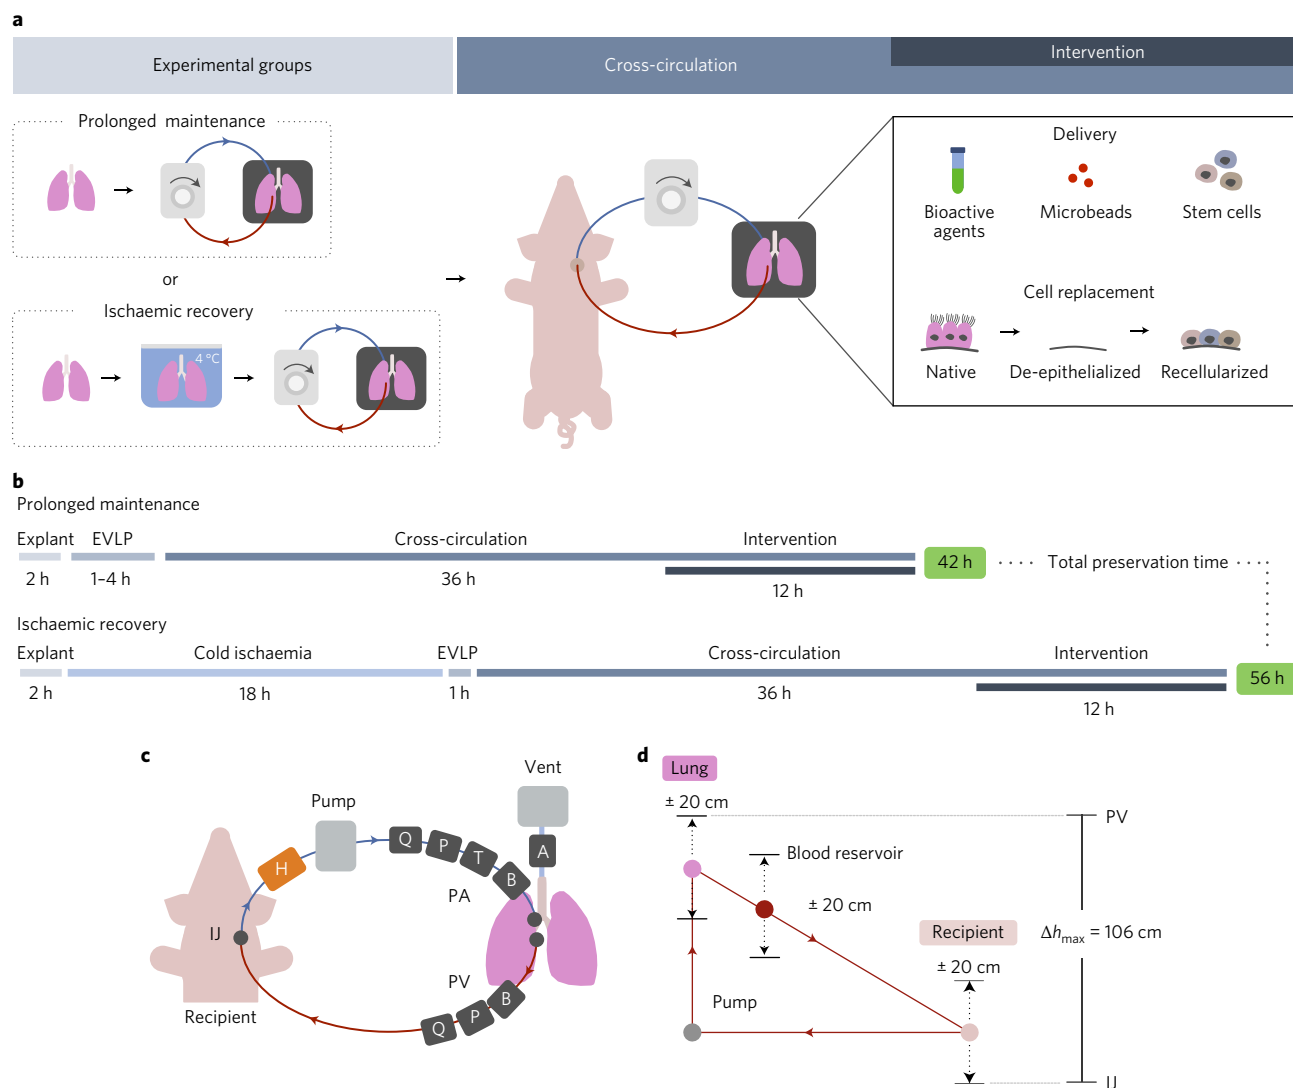 a
Experimental groups
Cross-circulation
Intervention
Prolonged maintenance
or
Ischaemic recovery
4 °C
Delivery
Bioactive
agents
Microbeads
Stem cells
Cell replacement
Native
De-epithelialized
Recellularized
b
Prolonged maintenance
Explant EVLP Cross-circulation Intervention
42 h Total preservation time
2 h 1–4 h 36 h 12 h
Ischaemic recovery
Explant Cold ischaemia EVLP Cross-circulation Intervention
56 h
2 h 18 h 1 h 36 h 12 h
c
Vent
Pump
A
H
Q
P
T
B
PA
IJ
PV
B
P
Q
Recipient
d
Lung
± 20 cm
PV
Blood reservoir
± 20 cm
Recipient
± 20 cm
Δhmax = 106 cm
Pump
IJ